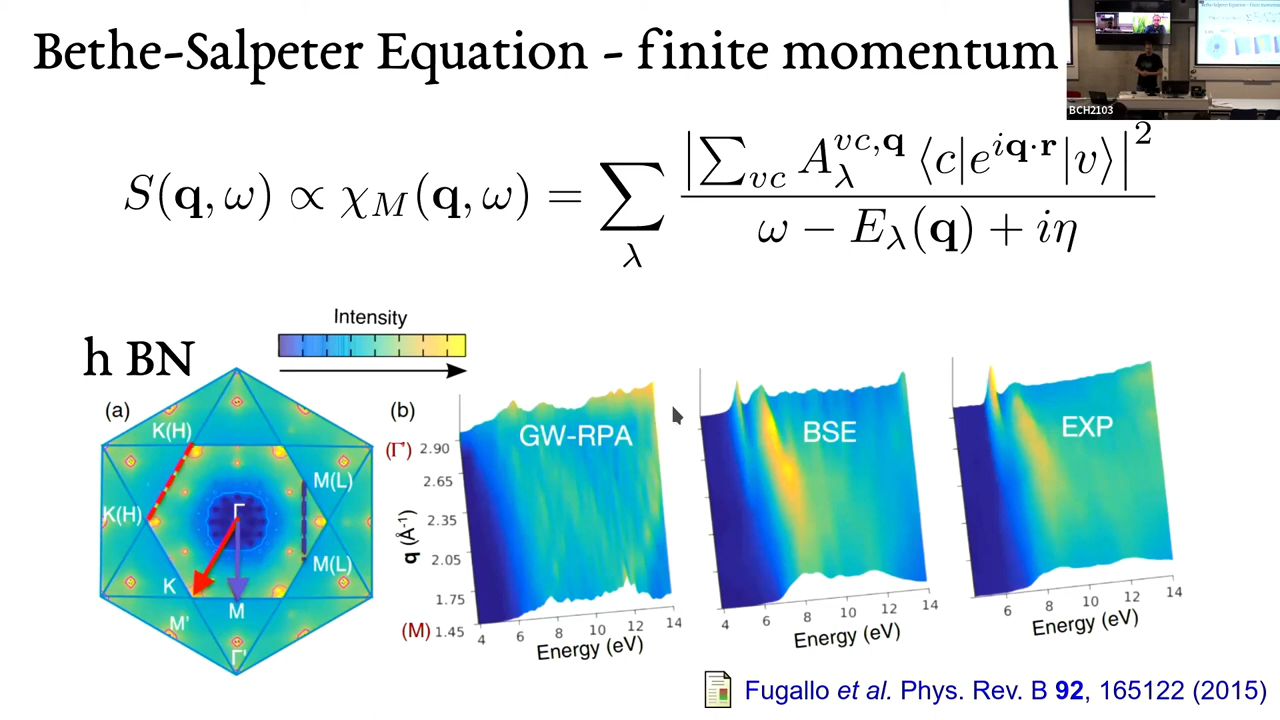 Bethe-Salpeter Equation - finite momentum
BCH2103
S(𝐪, ω) ∝ χ_M(𝐪, ω) = ∑_λ |∑_{vc} A_λ^{vc,𝐪} ⟨c|e^{i𝐪·𝐫}|v⟩|² / (ω − E_λ(𝐪) + iη)
Intensity
h BN
(a)
K(H)
M(L)
K(H)
Γ
M(L)
K
M
M'
Γ'
(b)
(Γ') 2.90
2.65
2.35
2.05
1.75
(M) 1.45
q (Å⁻¹)
GW-RPA
4 6 8 10 12 14
Energy (eV)
BSE
4 6 8 10 12 14
Energy (eV)
EXP
6 8 10 12 14
Energy (eV)
Fugallo et al. Phys. Rev. B 92, 165122 (2015)